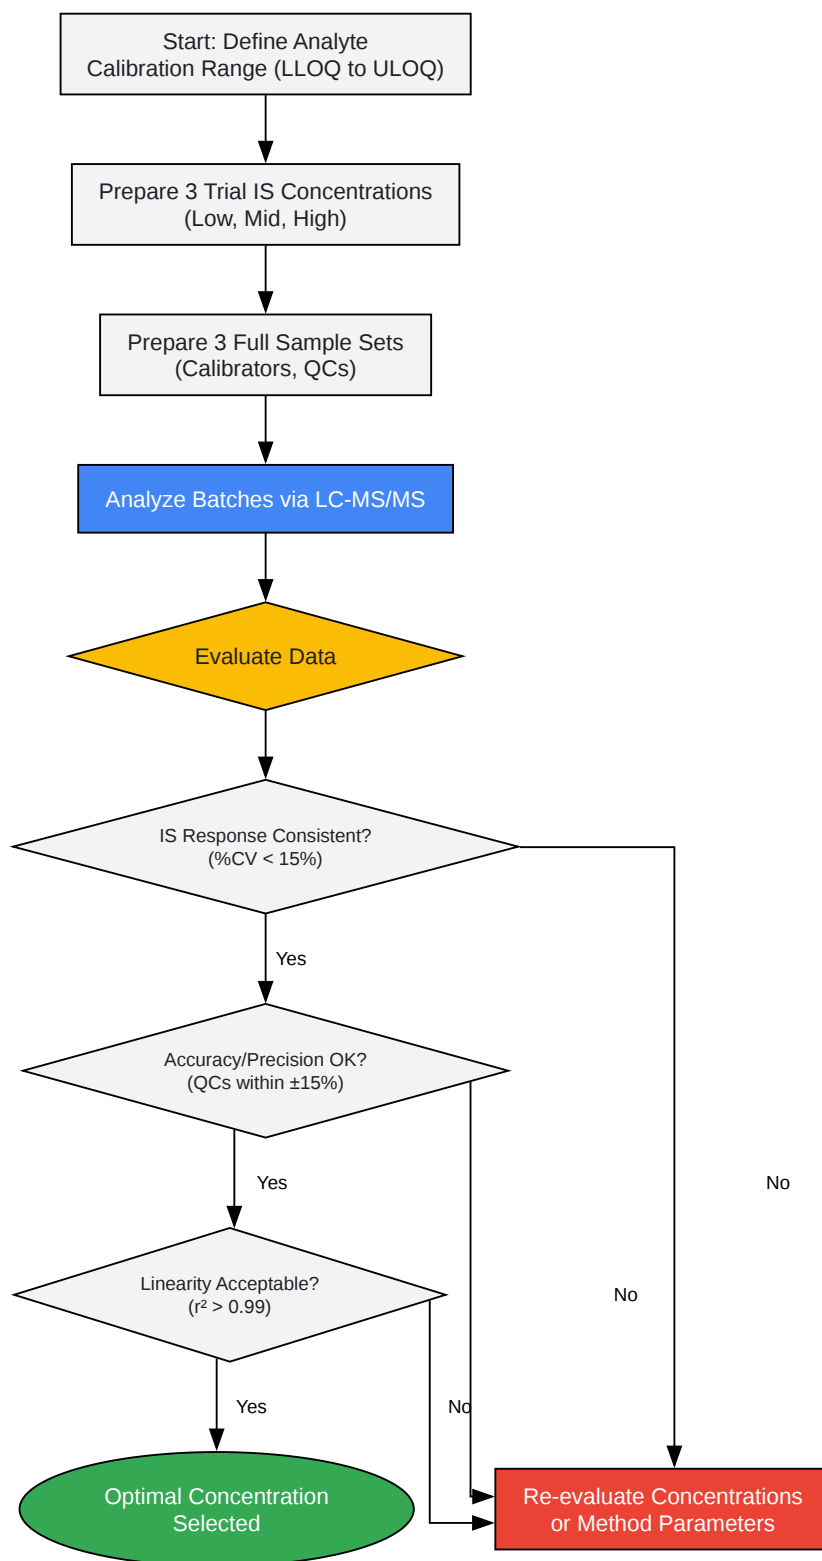 Start: Define Analyte
Calibration Range (LLOQ to ULOQ)
Prepare 3 Trial IS Concentrations
(Low, Mid, High)
Prepare 3 Full Sample Sets
(Calibrators, QCs)
Analyze Batches via LC-MS/MS
Evaluate Data
IS Response Consistent?
(%CV < 15%)
Yes
Accuracy/Precision OK?
(QCs within ±15%)
Yes
No
Linearity Acceptable?
(r² > 0.99)
No
Yes
No
Optimal Concentration
Selected
Re-evaluate Concentrations
or Method Parameters